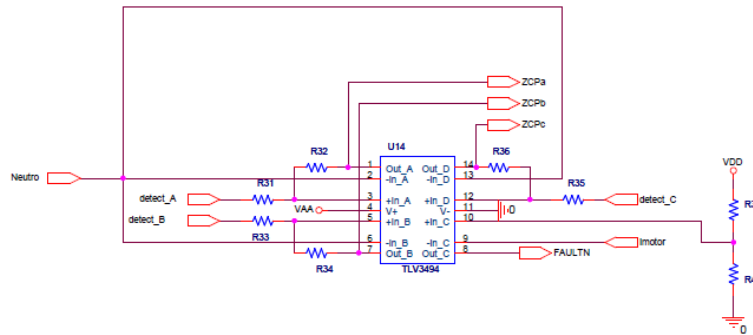 ZCPa
ZCPb
ZCPc
R32
U14
R36
VDD
Neutro
1 Out_A Out_D 14
2 -In_A -In_D 13
R31
R35
detect_A
3 +In_A +In_D 12
detect_C
VAA
4 V+ V- 11
0
detect_B
5 +In_B +In_C 10
R33
6 -In_B -In_C 9
Imotor
7 Out_B Out_C 8
FAULTN
R34
TLV3494
0